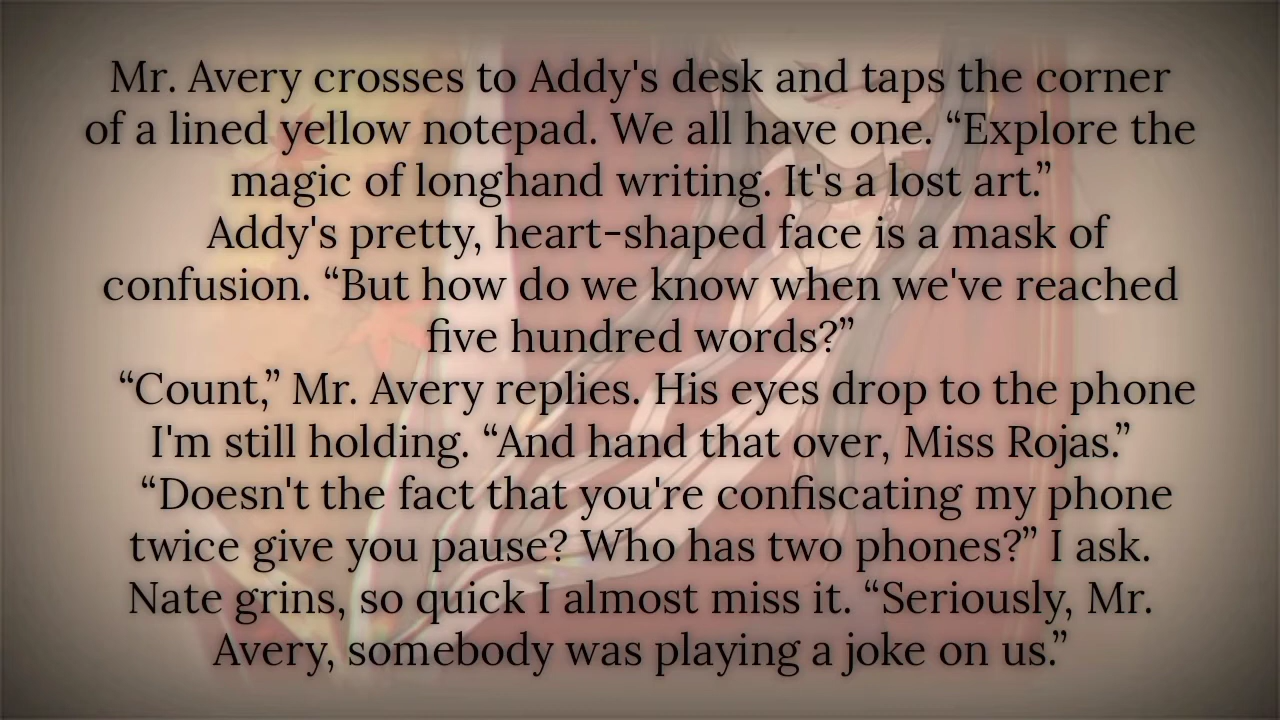 Mr. Avery crosses to Addy's desk and taps the corner
of a lined yellow notepad. We all have one. “Explore the
magic of longhand writing. It's a lost art.”
Addy's pretty, heart-shaped face is a mask of
confusion. “But how do we know when we've reached
five hundred words?”
“Count,” Mr. Avery replies. His eyes drop to the phone
I'm still holding. “And hand that over, Miss Rojas.”
“Doesn't the fact that you're confiscating my phone
twice give you pause? Who has two phones?” I ask.
Nate grins, so quick I almost miss it. “Seriously, Mr.
Avery, somebody was playing a joke on us.”